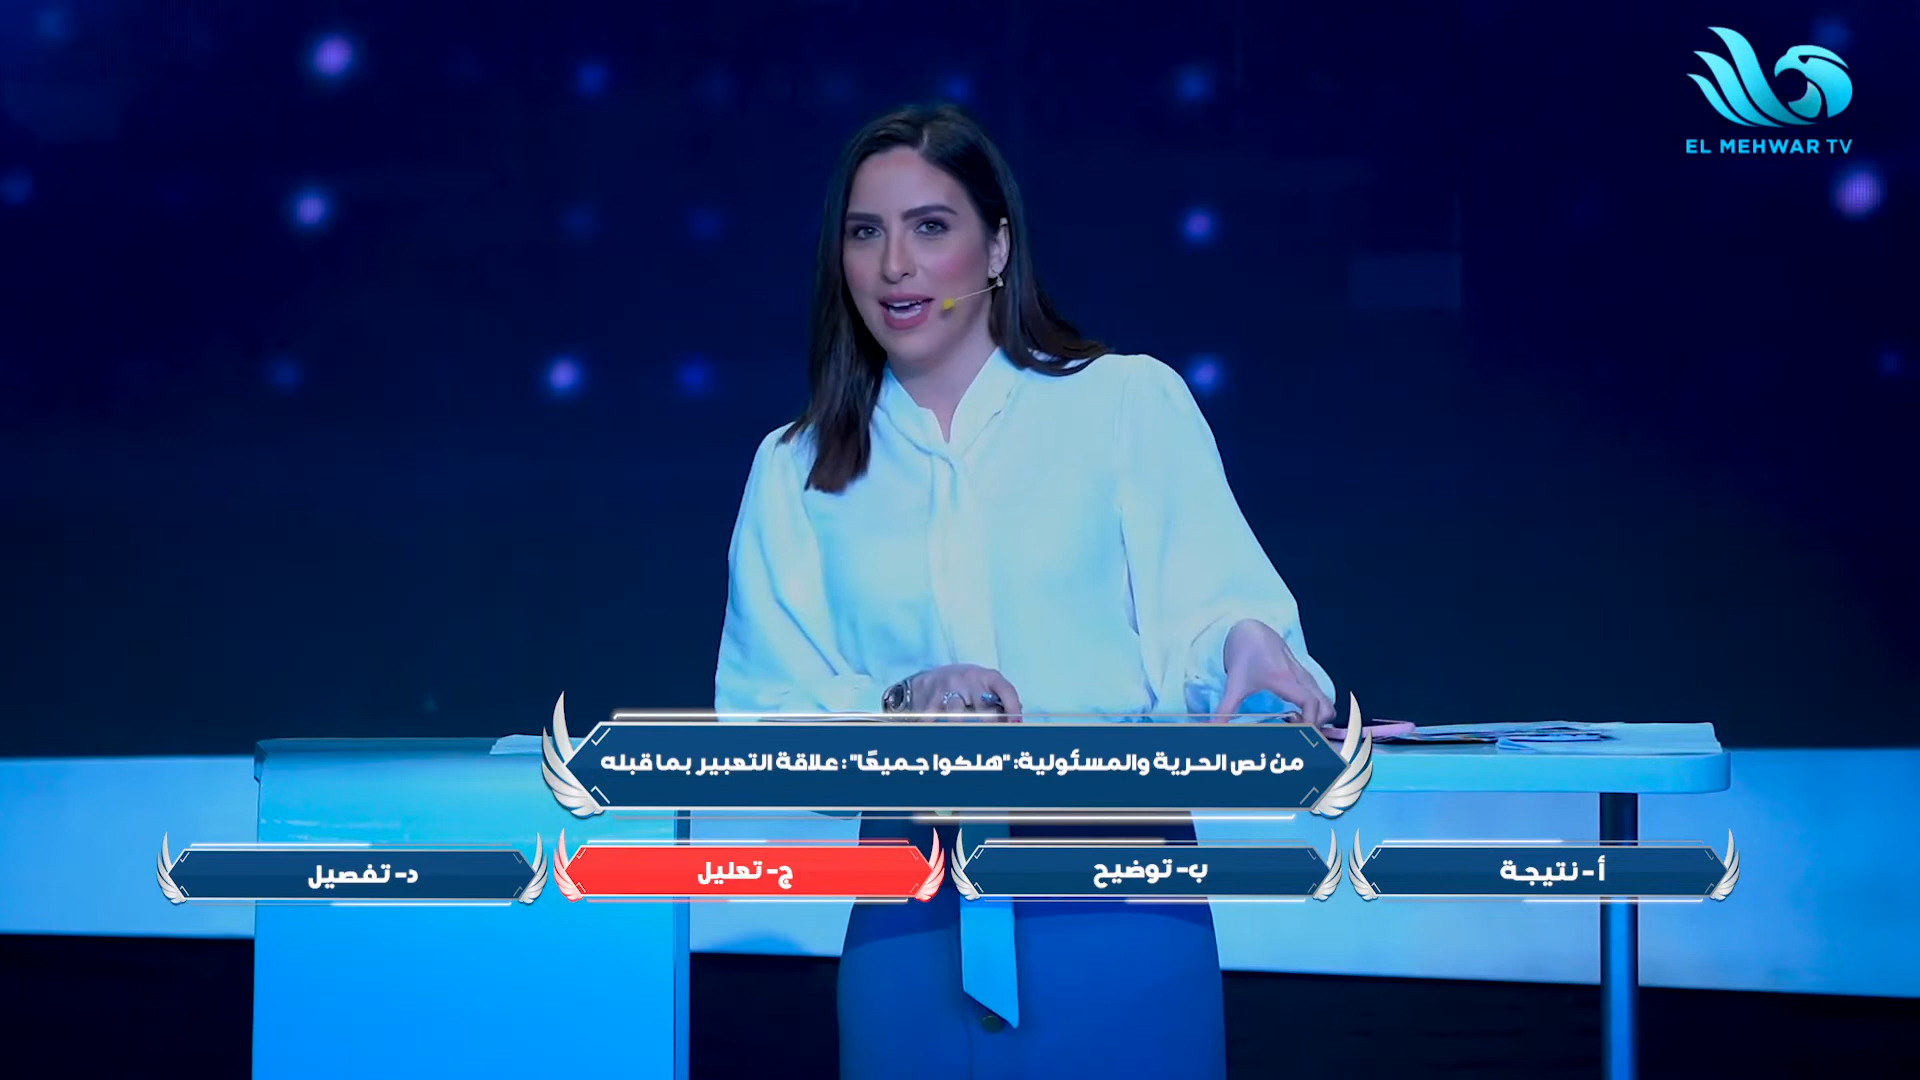 EL MEHWAR TV
من نص الحرية والمسئولية: "هلكوا جميعًا" : علاقة التعبير بما قبله
أ- نتيجة
ب- توضيح
ج- تعليل
د- تفصيل